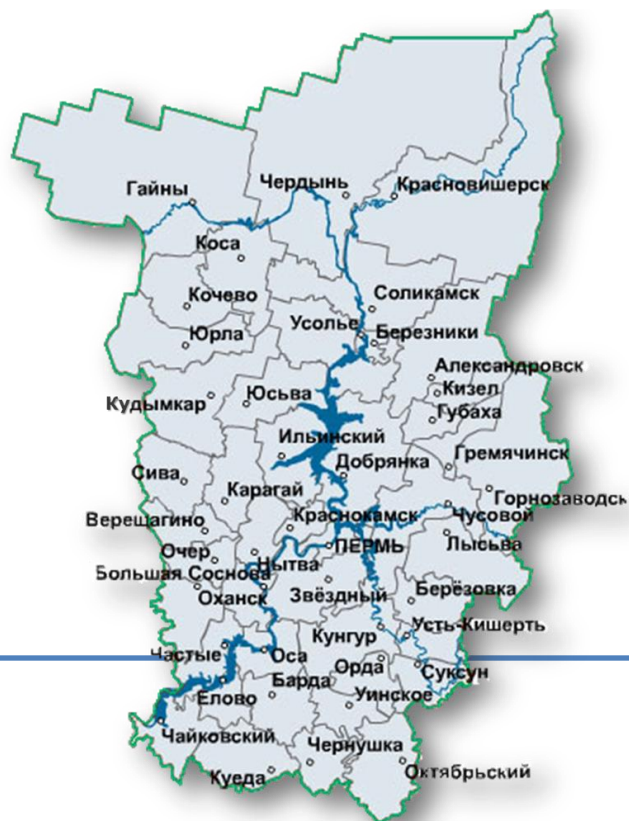 Гайны
Чердынь
Красновишерск
Коса
Кочево
Соликамск
Усолье
Юрла
Березники
Александровск
Кизел
Кудымкар
Юсьва
Губаха
Ильинский
Добрянка
Гремячинск
Сива
Карагай
Горнозаводсь
Верещагино
Краснокамск
Чусовой
Очер
ПЕРМЬ
Лысьва
Нытва
Большая Соснова
Оханск
Звёздный
Берёзовка
Кунгур
Усть-Кишерть
Частые
Оса
Орда
Суксун
Барда
Елово
Уинское
Чайковский
Чернушка
Куеда
Октябрьский